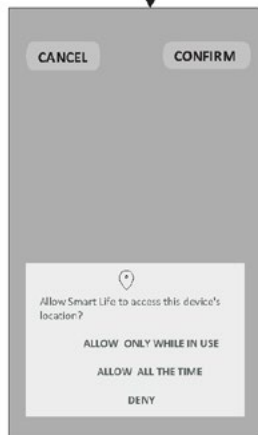 CANCEL
CONFIRM
Allow Smart Life to access this device's
location?
ALLOW ONLY WHILE IN USE
ALLOW ALL THE TIME
DENY